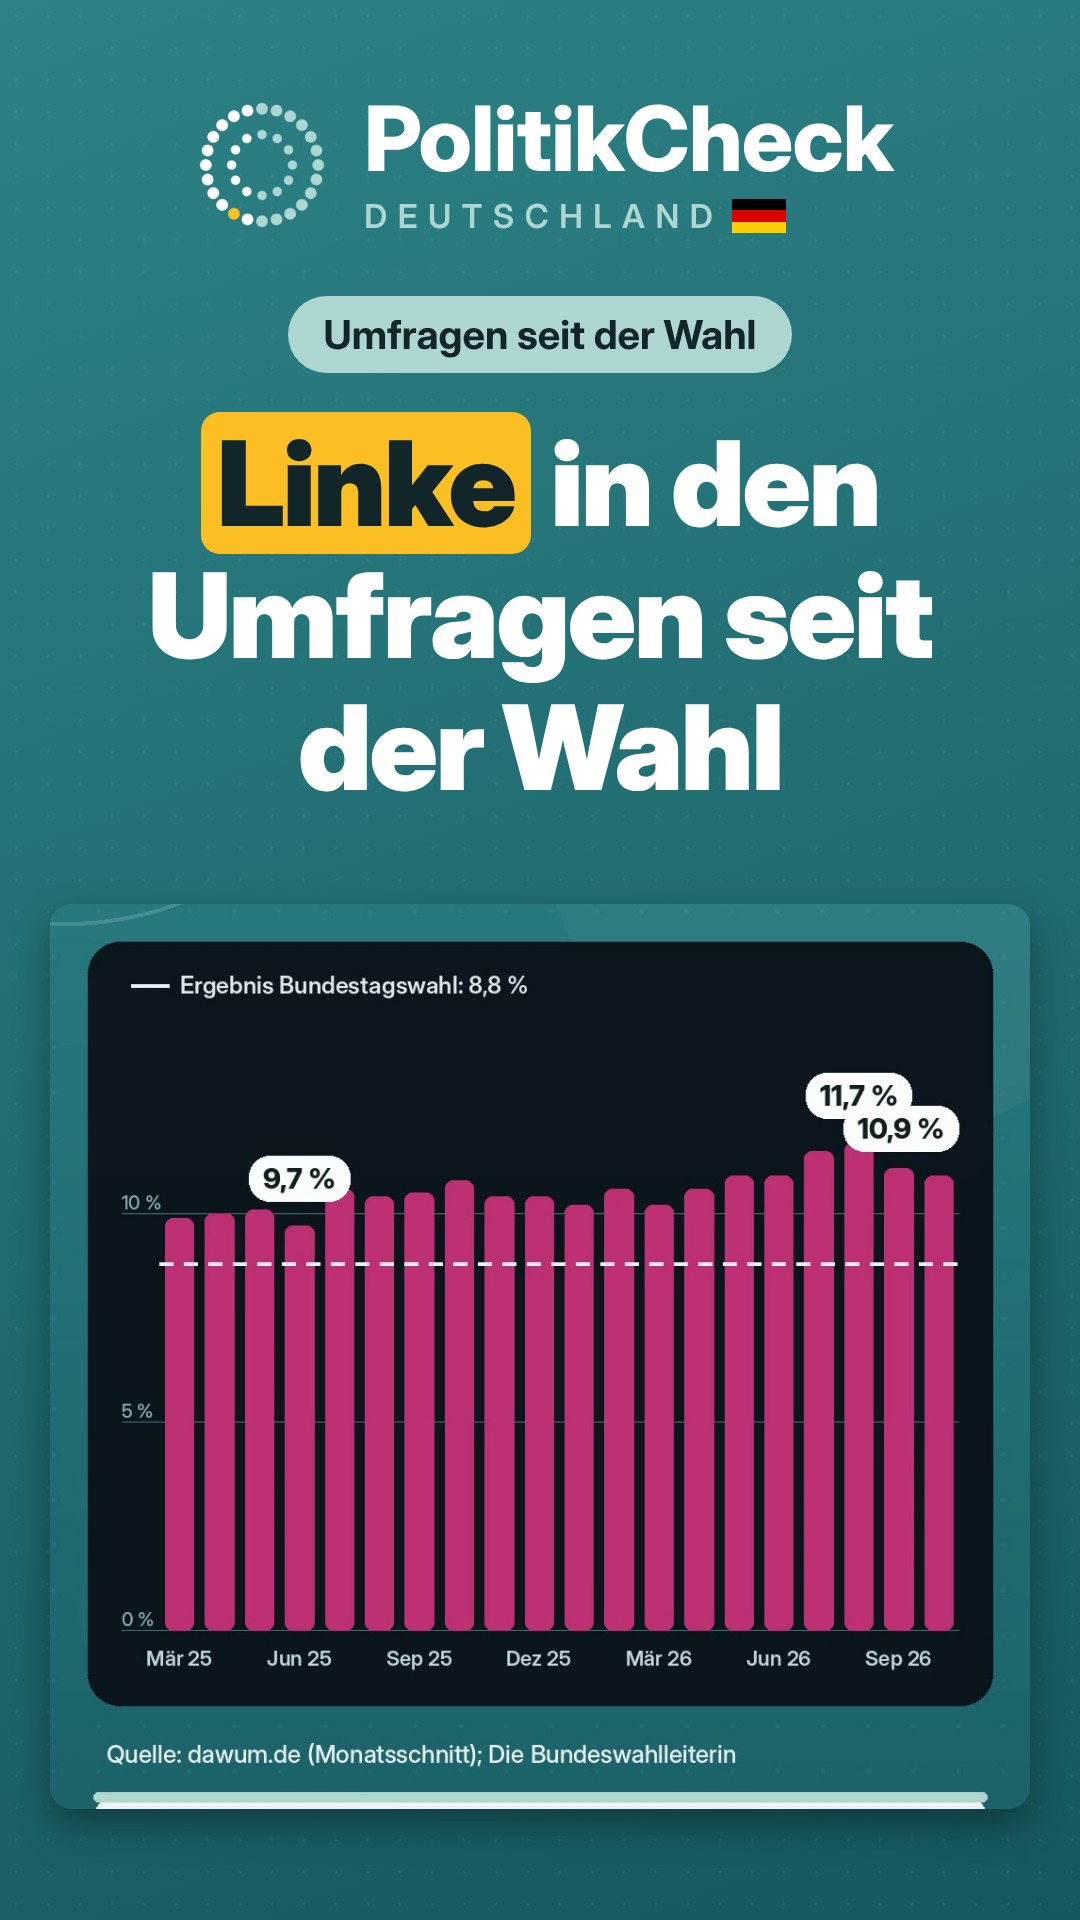 PolitikCheck
DEUTSCHLAND
Umfragen seit der Wahl
Linke in den
Umfragen seit
der Wahl
Ergebnis Bundestagswahl: 8,8 %
11,7 %
10,9 %
9,7 %
10 %
5 %
0 %
Mär 25 Jun 25 Sep 25 Dez 25 Mär 26 Jun 26 Sep 26
Quelle: dawum.de (Monatsschnitt); Die Bundeswahlleiterin